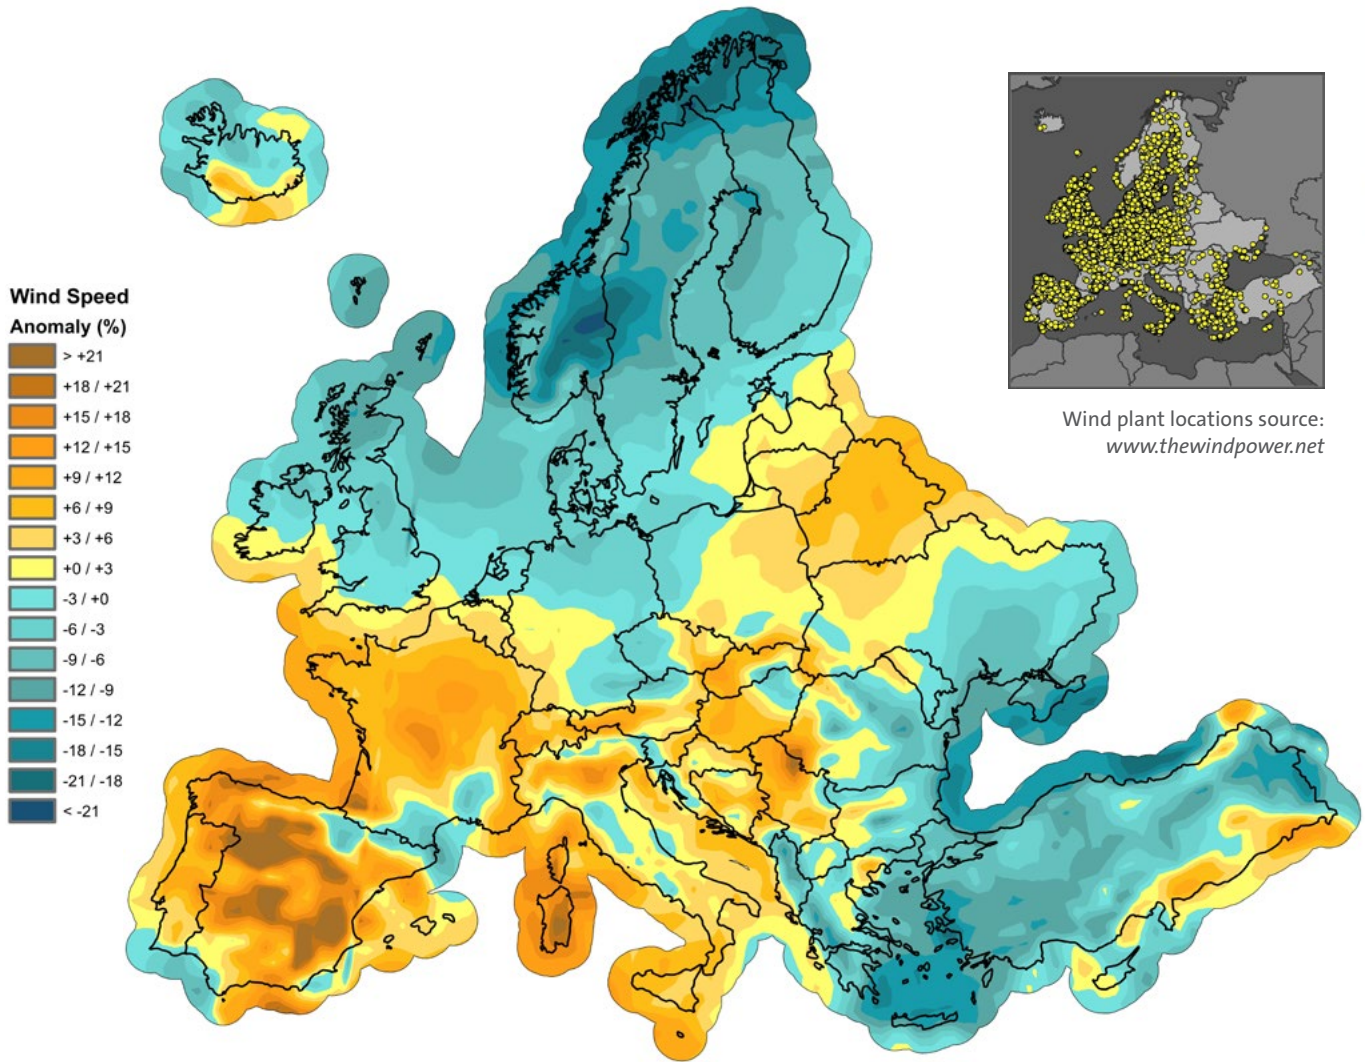 Wind Speed
Anomaly (%)
> +21
+18 / +21
+15 / +18
+12 / +15
+9 / +12
+6 / +9
+3 / +6
+0 / +3
-3 / +0
-6 / -3
-9 / -6
-12 / -9
-15 / -12
-18 / -15
-21 / -18
< -21
Wind plant locations source:
www.thewindpower.net